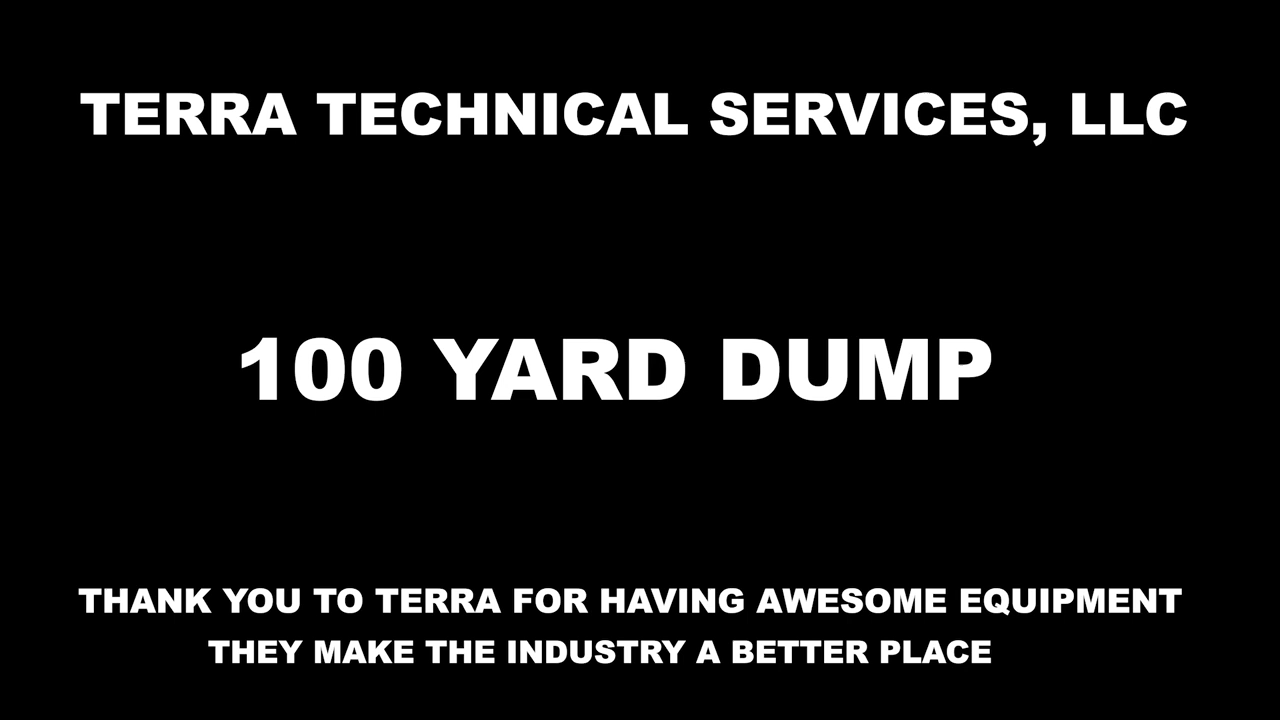 TERRA TECHNICAL SERVICES, LLC
100 YARD DUMP
THANK YOU TO TERRA FOR HAVING AWESOME EQUIPMENT
THEY MAKE THE INDUSTRY A BETTER PLACE